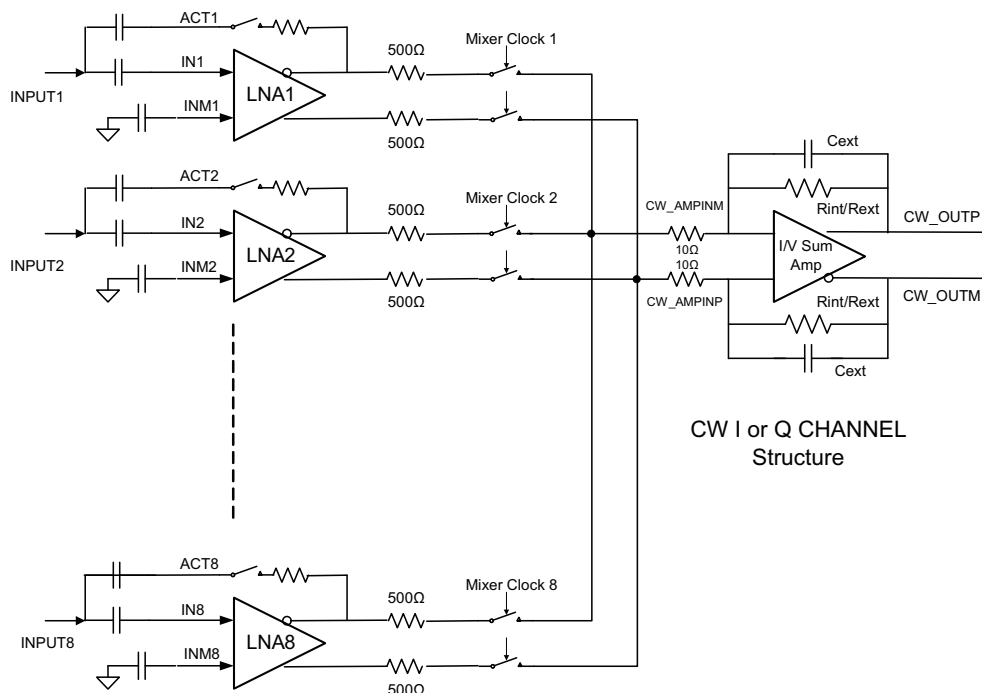 ACT1
Mixer Clock 1
500Ω
IN1
INPUT1
LNA1
INM1
500Ω
ACT2
Mixer Clock 2
500Ω
IN2
INPUT2
LNA2
INM2
500Ω
Cext
Rint/Rext
CW_AMPINM
10Ω
10Ω
CW_AMPINP
I/V Sum
Amp
CW_OUTP
CW_OUTM
Rint/Rext
Cext
CW I or Q CHANNEL
Structure
ACT8
Mixer Clock 8
500Ω
IN8
INPUT8
LNA8
INM8
500Ω